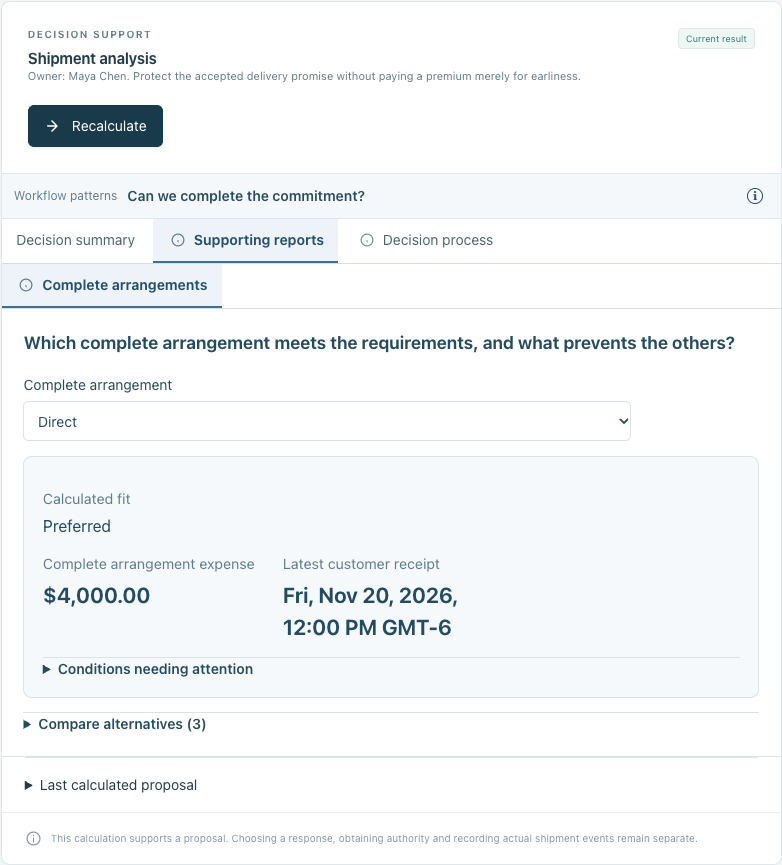 DECISION SUPPORT
Current result
Shipment analysis
Owner: Maya Chen. Protect the accepted delivery promise without paying a premium merely for earliness.
Recalculate
Workflow patterns Can we complete the commitment?
Decision summary Supporting reports Decision process
Complete arrangements
Which complete arrangement meets the requirements, and what prevents the others?
Complete arrangement
Direct
Calculated fit
Preferred
Complete arrangement expense Latest customer receipt
$4,000.00 Fri, Nov 20, 2026,
12:00 PM GMT-6
Conditions needing attention
Compare alternatives (3)
Last calculated proposal
This calculation supports a proposal. Choosing a response, obtaining authority and recording actual shipment events remain separate.